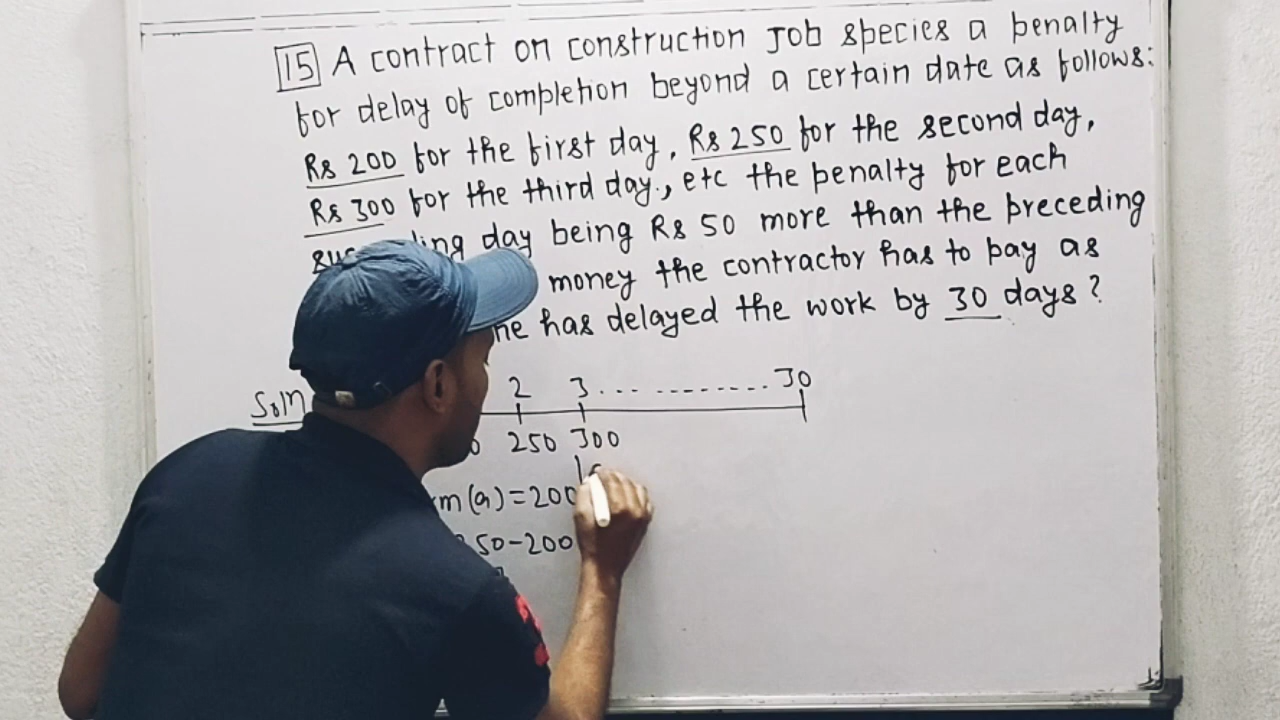 15 A contract on construction Job species a penalty
for delay of completion beyond a certain date as follows:
Rs 200 for the first day, Rs 250 for the second day,
Rs 300 for the third day., etc the penalty for each
day being Rs 50 more than the preceding
money the contractor has to pay as
he has delayed the work by 30 days?
Soln 2 3 ............ 30
250 300
(a) = 200
50-200